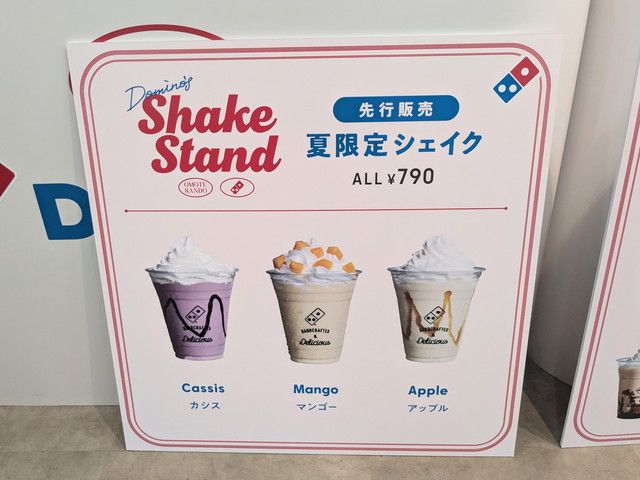 Domino's
Shake
Stand
OMOTE
SANDO
先行販売
夏限定シェイク
ALL ¥790
HANDCRAFTED
&
Delicious
HANDCRAFTED
&
Delicious
HANDCRAFTED
&
Delicious
Cassis
カシス
Mango
マンゴー
Apple
アップル
D